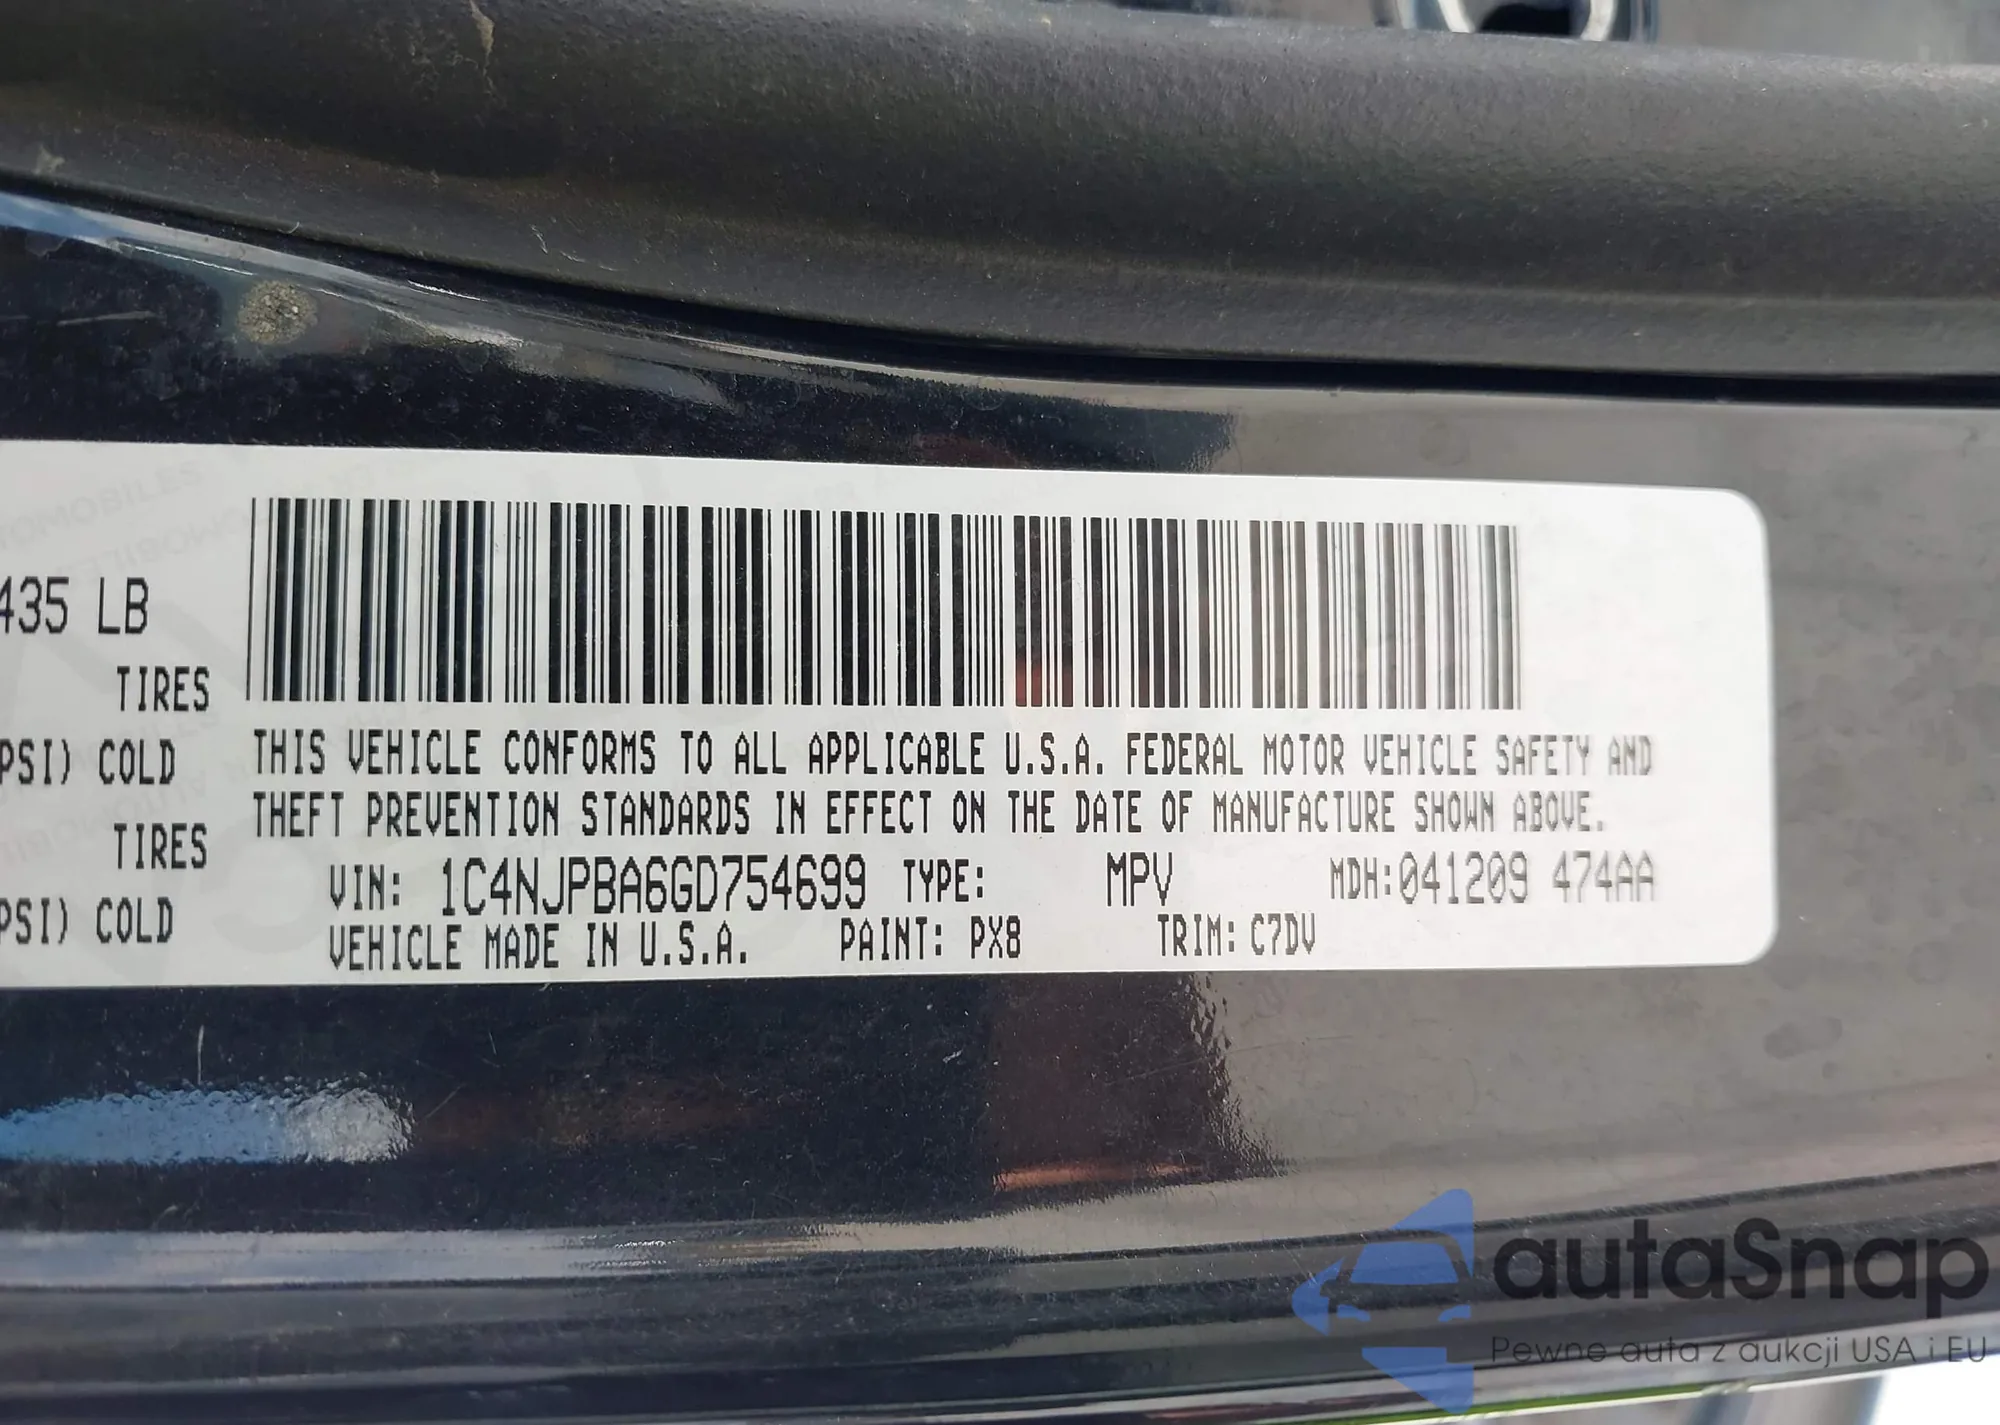 435 LB
TIRES
PSI) COLD
TIRES
PSI) COLD
THIS VEHICLE CONFORMS TO ALL APPLICABLE U.S.A. FEDERAL MOTOR VEHICLE SAFETY AND
THEFT PREVENTION STANDARDS IN EFFECT ON THE DATE OF MANUFACTURE SHOWN ABOVE.
VIN: 1C4NJPBA6GD754699 TYPE: MPV MDH:041209 474AA
VEHICLE MADE IN U.S.A. PAINT: PX8 TRIM: C7DV
autaSnap
Pewne auta z aukcji USA i EU